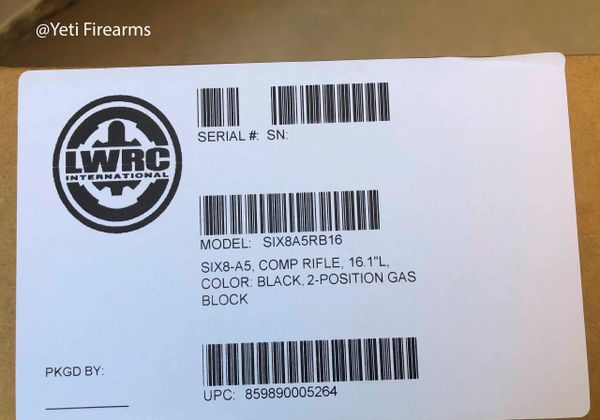 @Yeti Firearms
LWRC
INTERNATIONAL
SERIAL #: SN:
MODEL: SIX8A5RB16
SIX8-A5, COMP RIFLE, 16.1"L,
COLOR: BLACK, 2-POSITION GAS
BLOCK
PKGD BY:
UPC: 859890005264